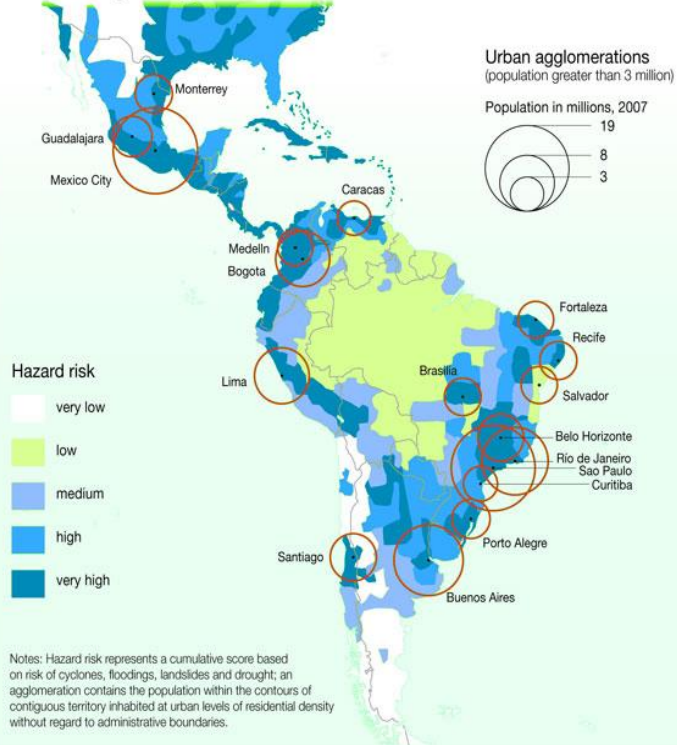 Urban agglomerations
(population greater than 3 million)
Population in millions, 2007
19
8
3
Monterrey
Guadalajara
Mexico City
Caracas
Medelln
Bogota
Fortaleza
Recife
Lima
Brasilia
Salvador
Belo Horizonte
Río de Janeiro
Sao Paulo
Curitiba
Porto Alegre
Santiago
Buenos Aires
Hazard risk
very low
low
medium
high
very high
Notes: Hazard risk represents a cumulative score based
on risk of cyclones, floodings, landslides and drought; an
agglomeration contains the population within the contours of
contiguous territory inhabited at urban levels of residential density
without regard to administrative boundaries.